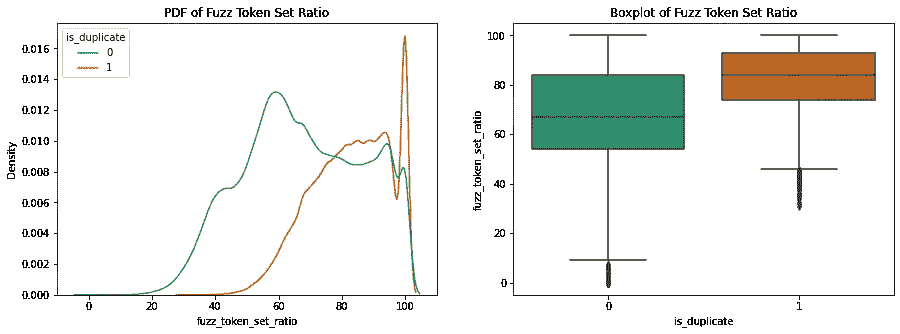 PDF of Fuzz Token Set Ratio
is_duplicate
0
1
0.016
0.014
0.012
0.010
0.008
0.006
0.004
0.002
0.000
Density
0 20 40 60 80 100
fuzz_token_set_ratio
Boxplot of Fuzz Token Set Ratio
100
80
60
40
20
0
fuzz_token_set_ratio
0 1
is_duplicate